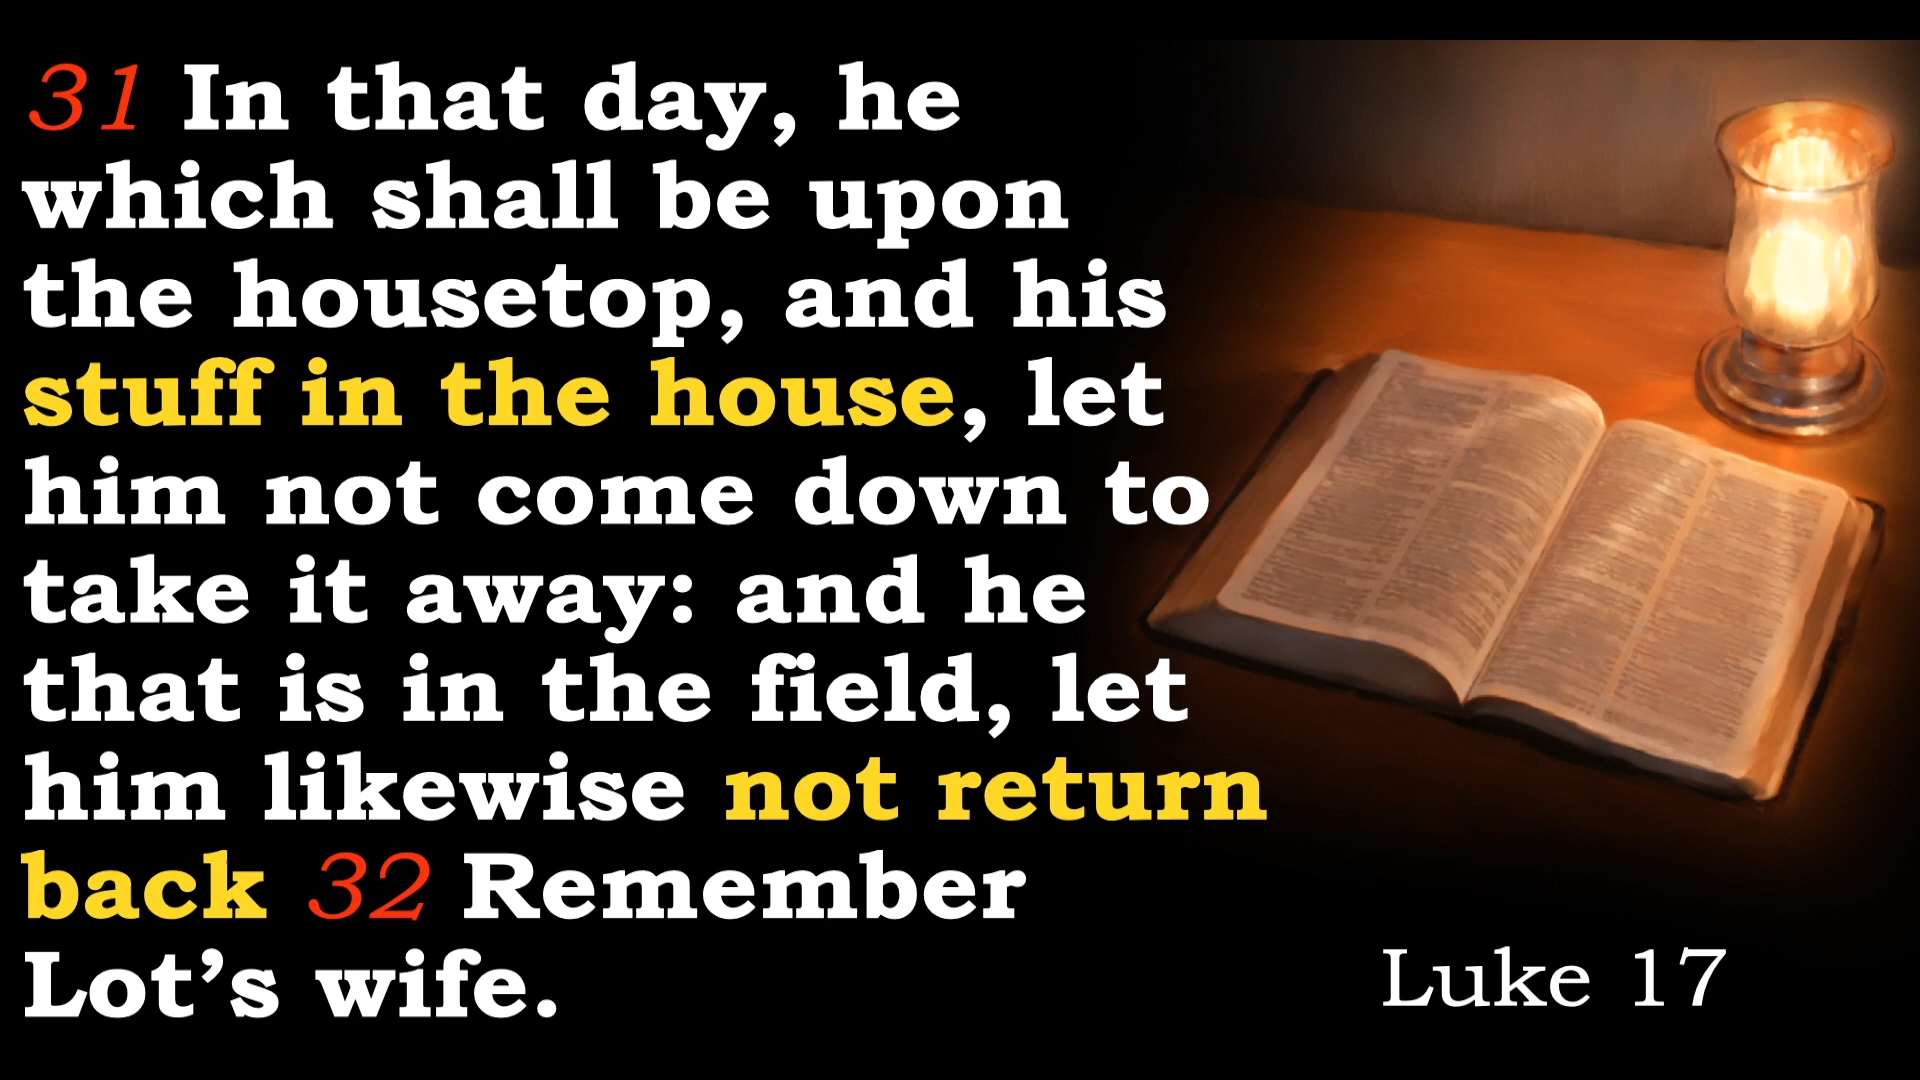 31 In that day, he
which shall be upon
the housetop, and his
stuff in the house, let
him not come down to
take it away: and he
that is in the field, let
him likewise not return
back 32 Remember
Lot’s wife.
Luke 17